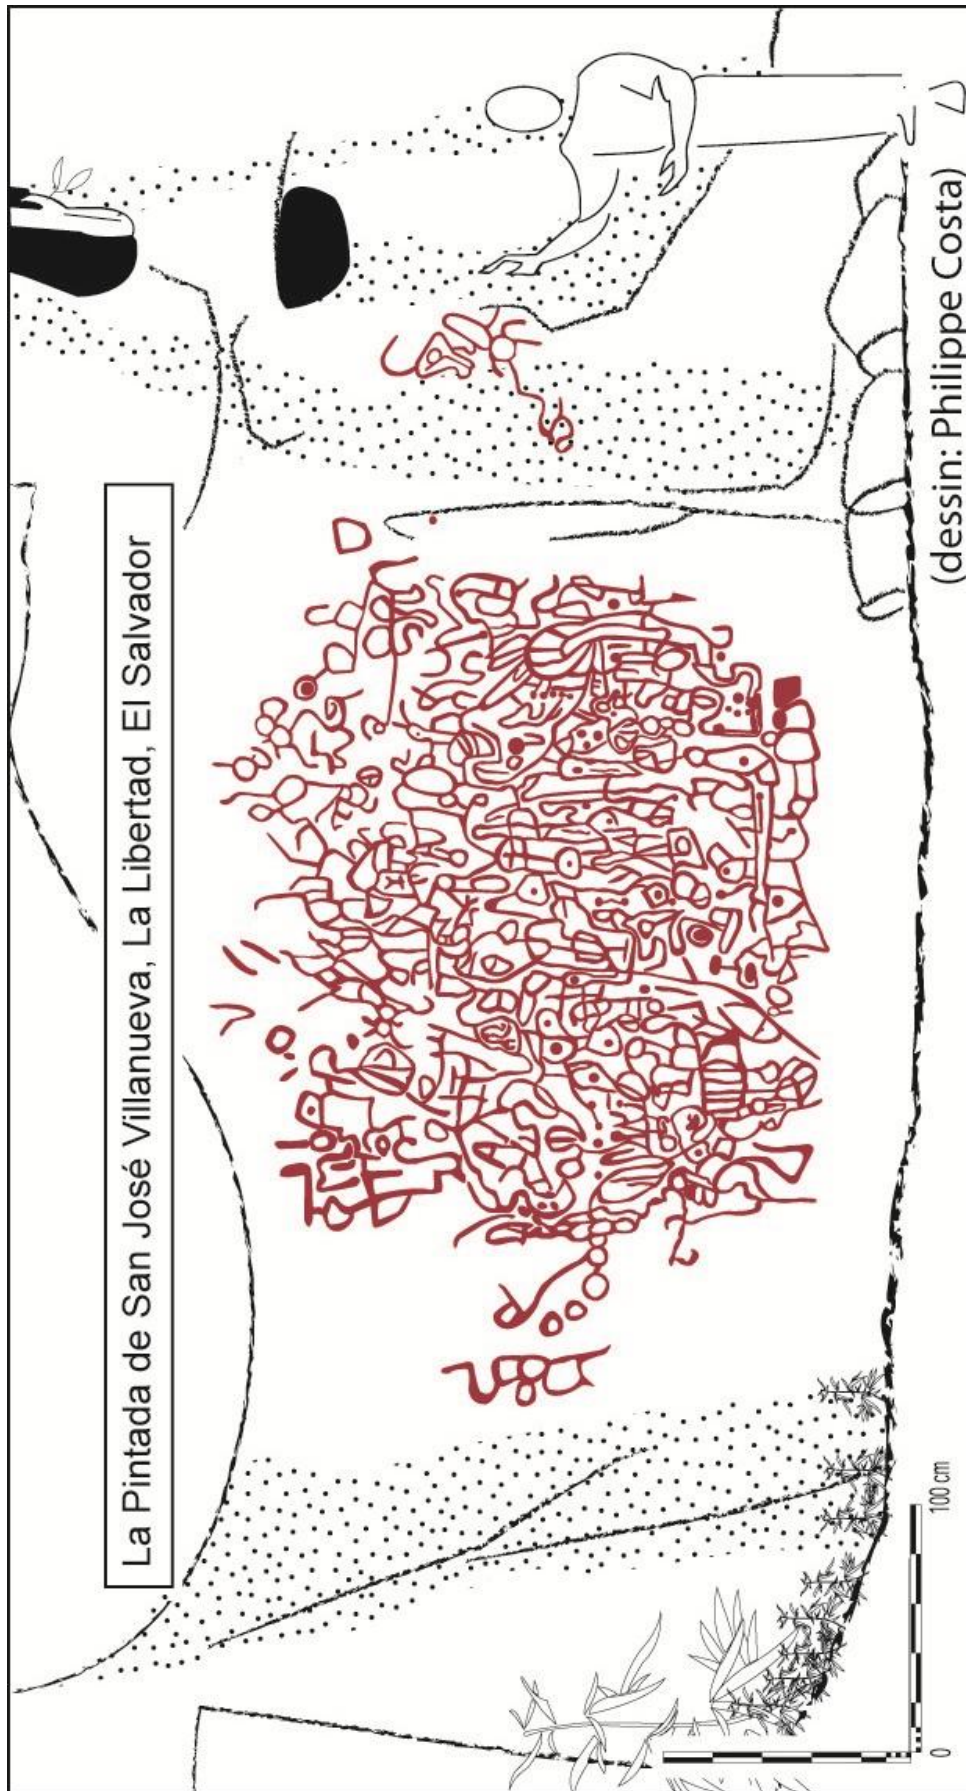 La Pintada de San José Villanueva, La Libertad, El Salvador
0
100 cm
(dessin: Philippe Costa)